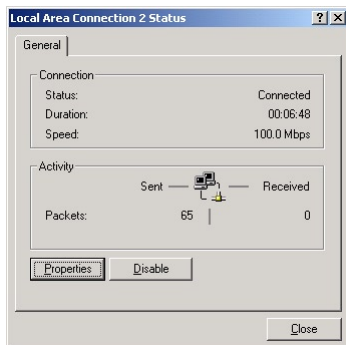 Local Area Connection 2 Status
General
Connection
Status: Connected
Duration: 00:06:48
Speed: 100.0 Mbps
Activity
Sent Received
Packets: 65 0
Properties Disable
Close